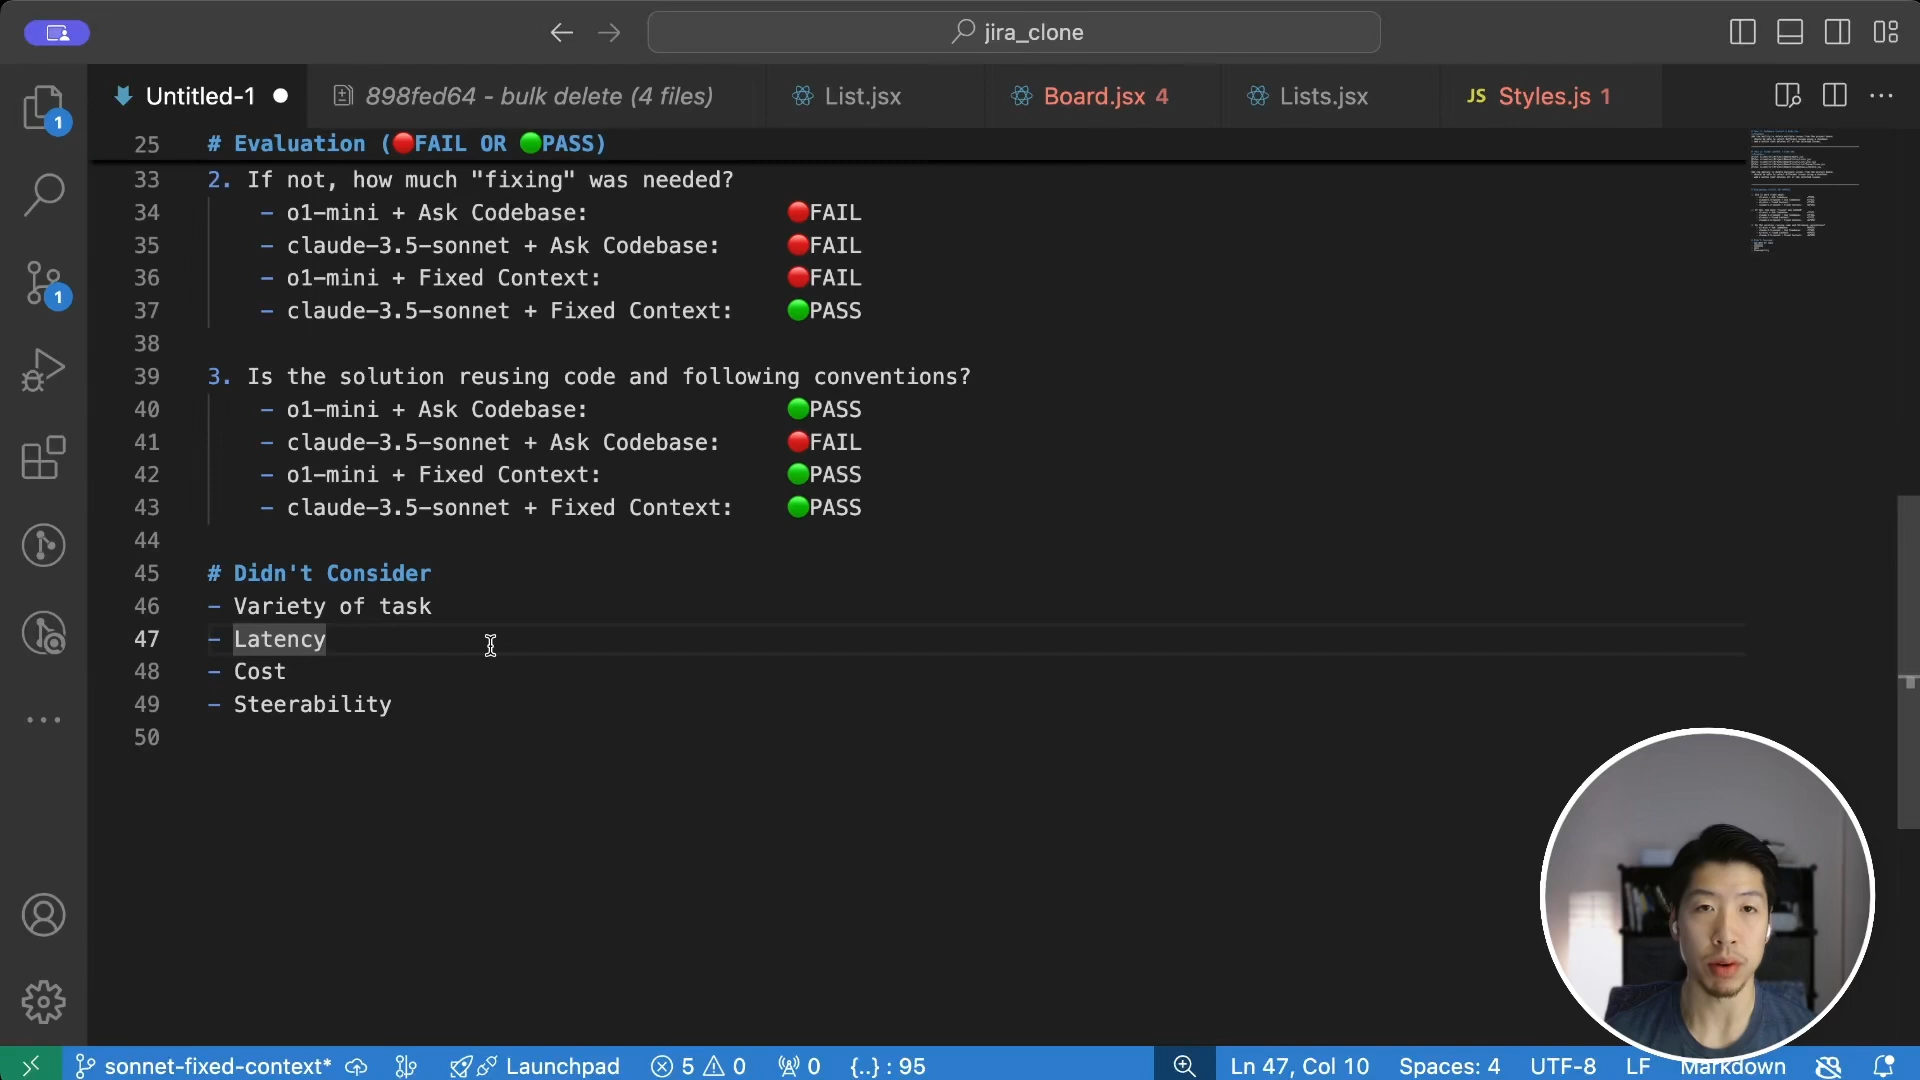 jira_clone
1
1
Untitled-1
898fed64 - bulk delete (4 files)
List.jsx
Board.jsx 4
Lists.jsx
JS Styles.js 1
25 # Evaluation (🔴FAIL OR 🟢PASS)
33 2. If not, how much "fixing" was needed?
34 - o1-mini + Ask Codebase: 🔴FAIL
35 - claude-3.5-sonnet + Ask Codebase: 🔴FAIL
36 - o1-mini + Fixed Context: 🔴FAIL
37 - claude-3.5-sonnet + Fixed Context: 🟢PASS
38
39 3. Is the solution reusing code and following conventions?
40 - o1-mini + Ask Codebase: 🟢PASS
41 - claude-3.5-sonnet + Ask Codebase: 🔴FAIL
42 - o1-mini + Fixed Context: 🟢PASS
43 - claude-3.5-sonnet + Fixed Context: 🟢PASS
44
45 # Didn't Consider
46 - Variety of task
47 - Latency
48 - Cost
49 - Steerability
50
sonnet-fixed-context* Launchpad 5 0 0 {..} : 95 Ln 47, Col 10 Spaces: 4 UTF-8 LF Markdown